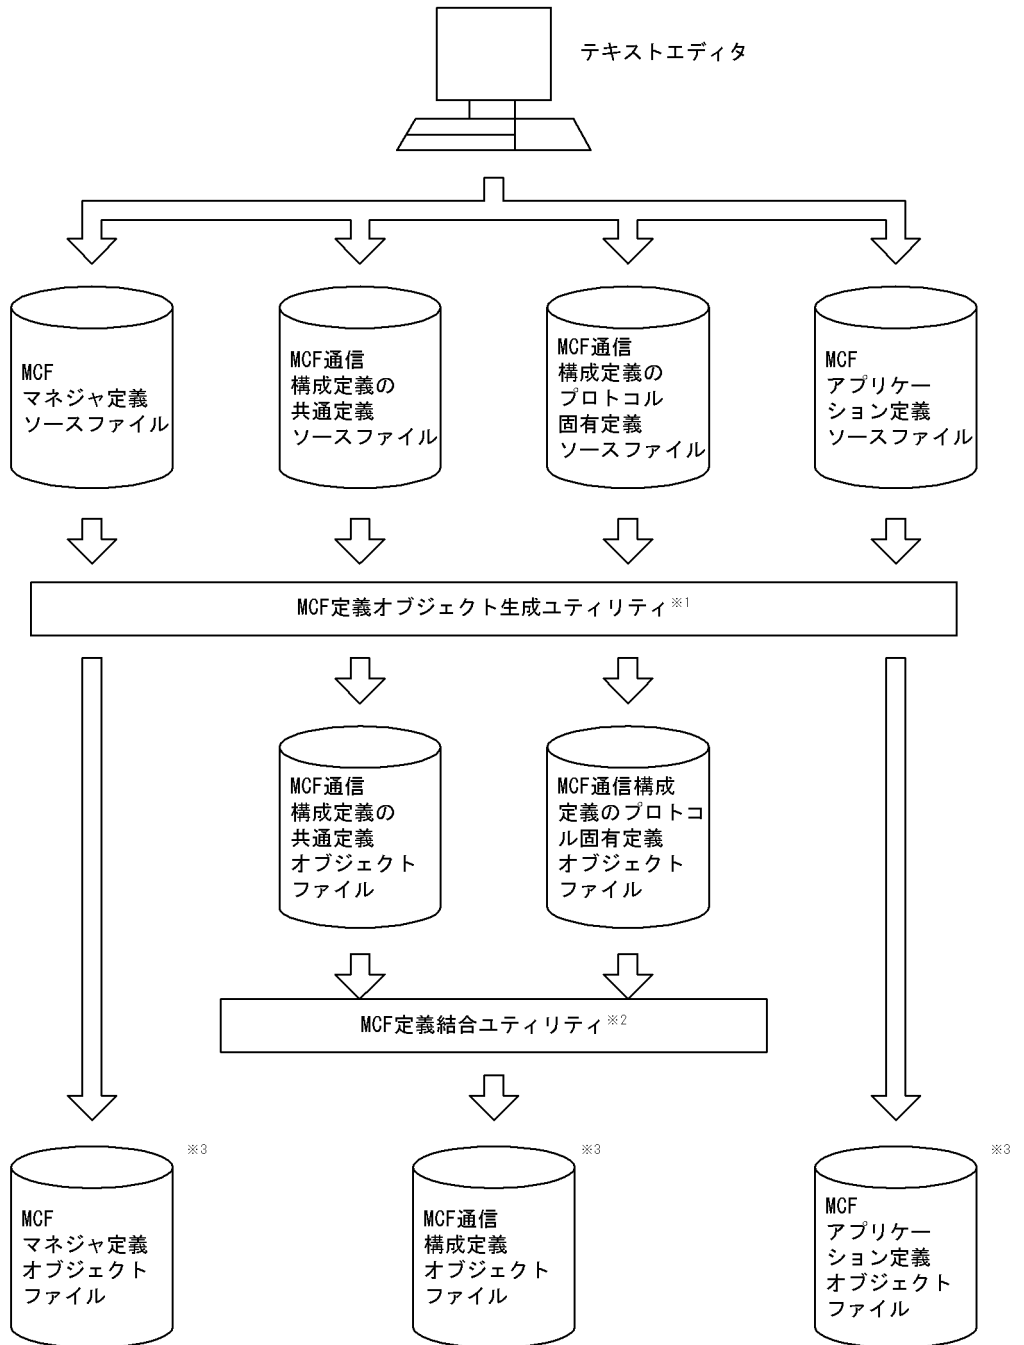 テキストエディタ
MCF
マネジャ定義
ソースファイル
MCF通信
構成定義の
共通定義
ソースファイル
MCF通信
構成定義の
プロトコル
固有定義
ソースファイル
MCF
アプリケー
ション定義
ソースファイル
MCF定義オブジェクト生成ユティリティ※1
MCF通信
構成定義の
共通定義
オブジェクト
ファイル
MCF通信構成
定義のプロトコ
ル固有定義
オブジェクト
ファイル
MCF定義結合ユティリティ※2
※3
MCF
マネジャ定義
オブジェクト
ファイル
※3
MCF通信
構成定義
オブジェクト
ファイル
※3
MCF
アプリケー
ション定義
オブジェクト
ファイル